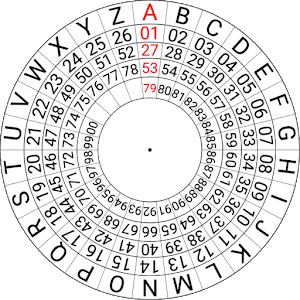 A B C D E F G H I J K L M N O P Q R S T U V W X Y Z
01 02 03 04 05 06 07 08 09 10 11 12 13 14 15 16 17 18 19 20 21 22 23 24 25 26
27 28 29 30 31 32 33 34 35 36 37 38 39 40 41 42 43 44 45 46 47 48 49 50 51 52
53 54 55 56 57 58 59 60 61 62 63 64 65 66 67 68 69 70 71 72 73 74 75 76 77 78
79 80 81 82 83 84 85 86 87 88 89 90 91 92 93 94 95 96 97 98 99 00